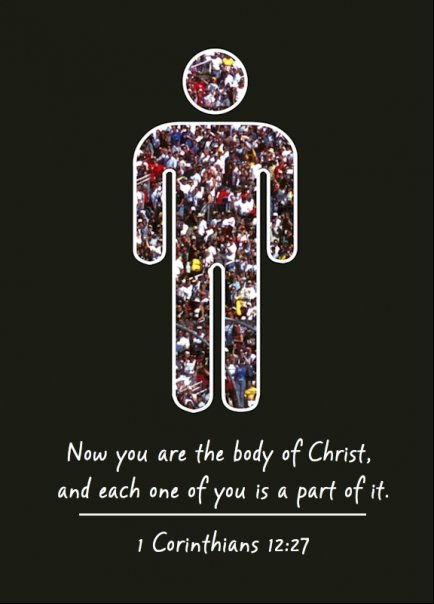 Now you are the body of Christ,
and each one of you is a part of it.
1 Corinthians 12:27